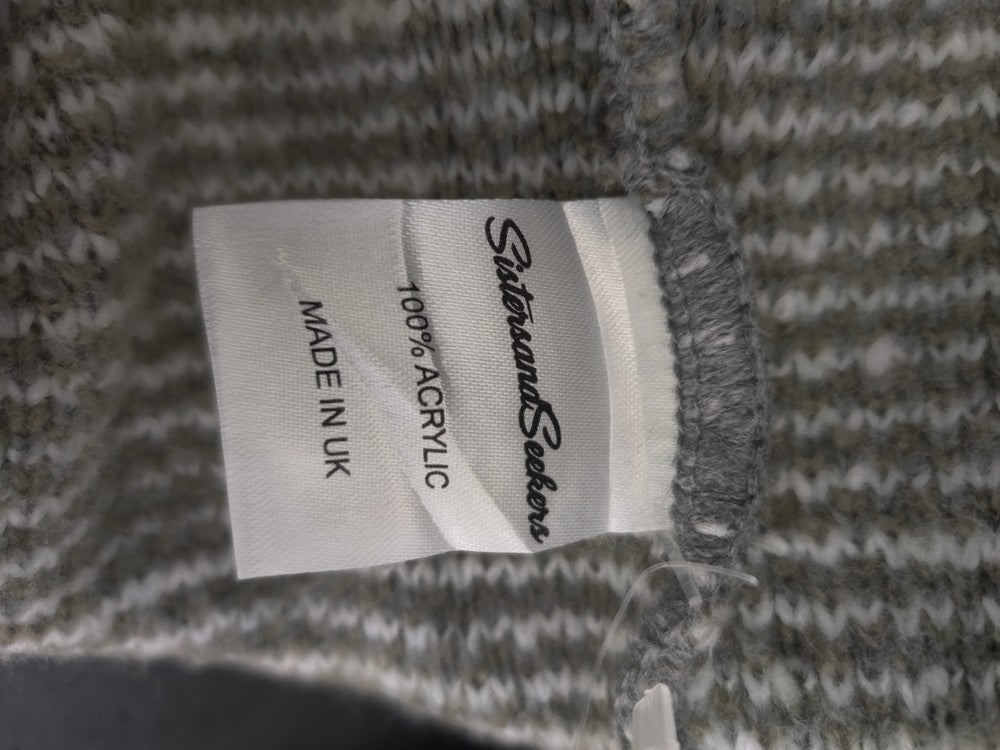 SistersandSeekers
100% ACRYLIC
MADE IN UK